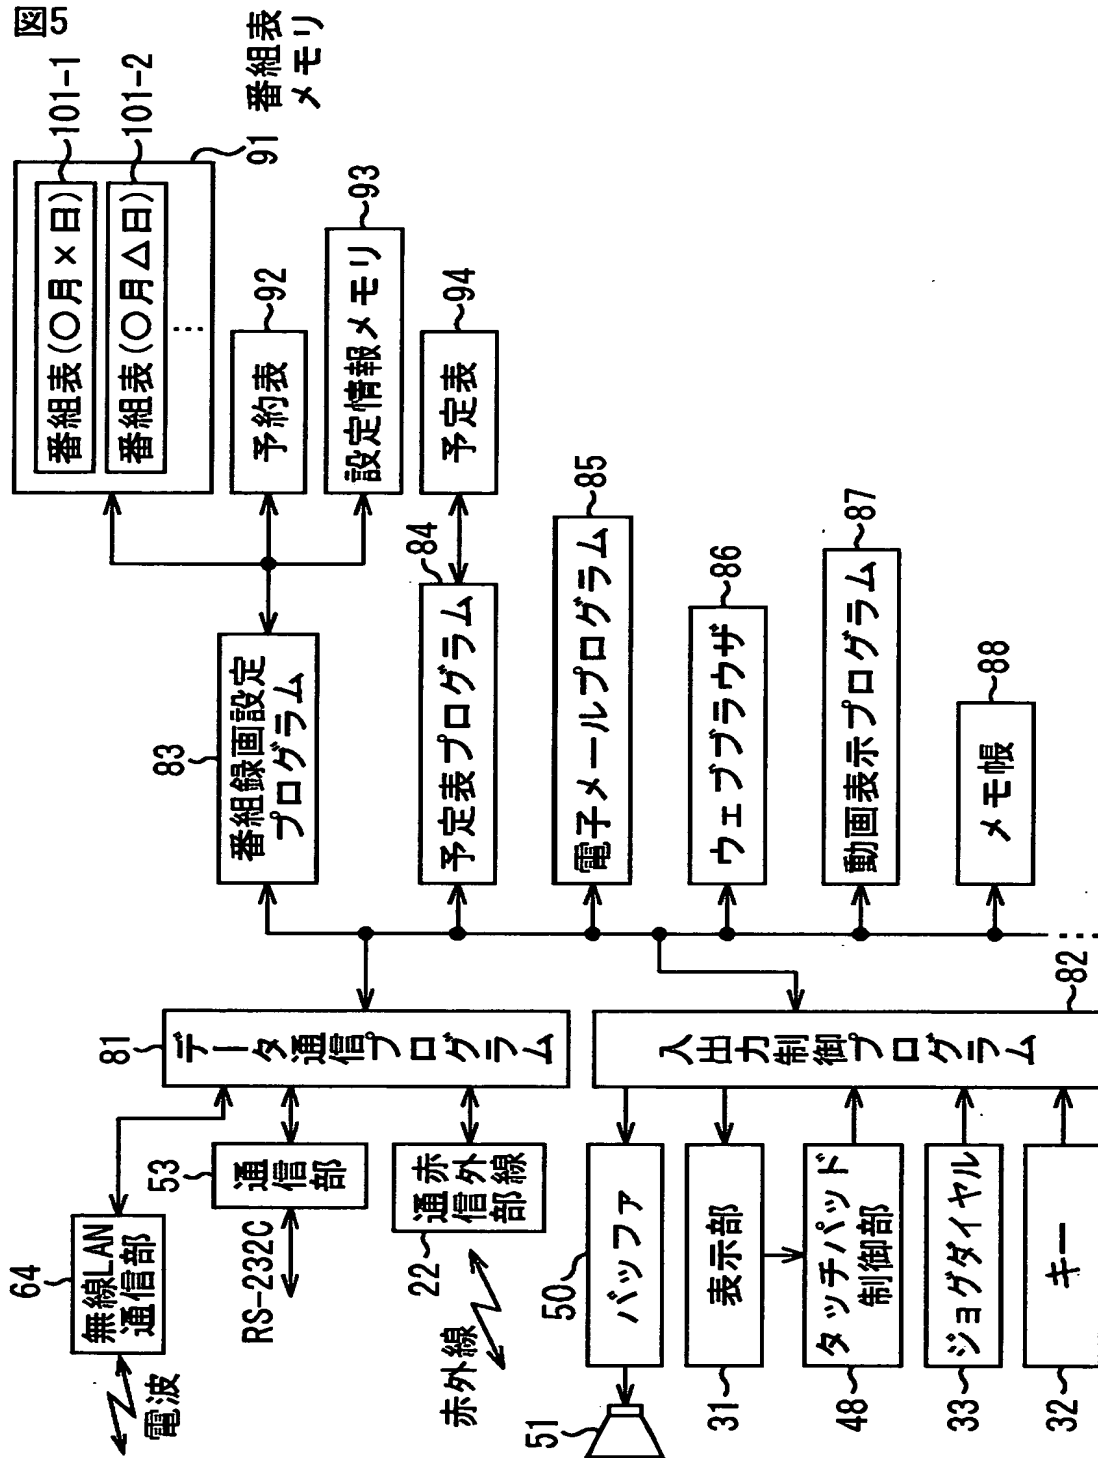 図5
64
無線LAN
通信部
電波
53
通信部
RS-232C
22
赤外線
通信部
赤外線
81
データ通信プログラム
51
50
バッファ
31
表示部
48
タッチパッド
制御部
33
ジョグダイヤル
32
キー
82
入出力制御プログラム
83
番組録画設定
プログラム
84
予定表プログラム
85
電子メールプログラム
86
ウェブブラウザ
87
動画表示プログラム
88
メモ帳
番組表(○月×日)
101-1
番組表(○月△日)
101-2
⋮
91
番組表
メモリ
予約表
92
設定情報メモリ
93
予定表
94